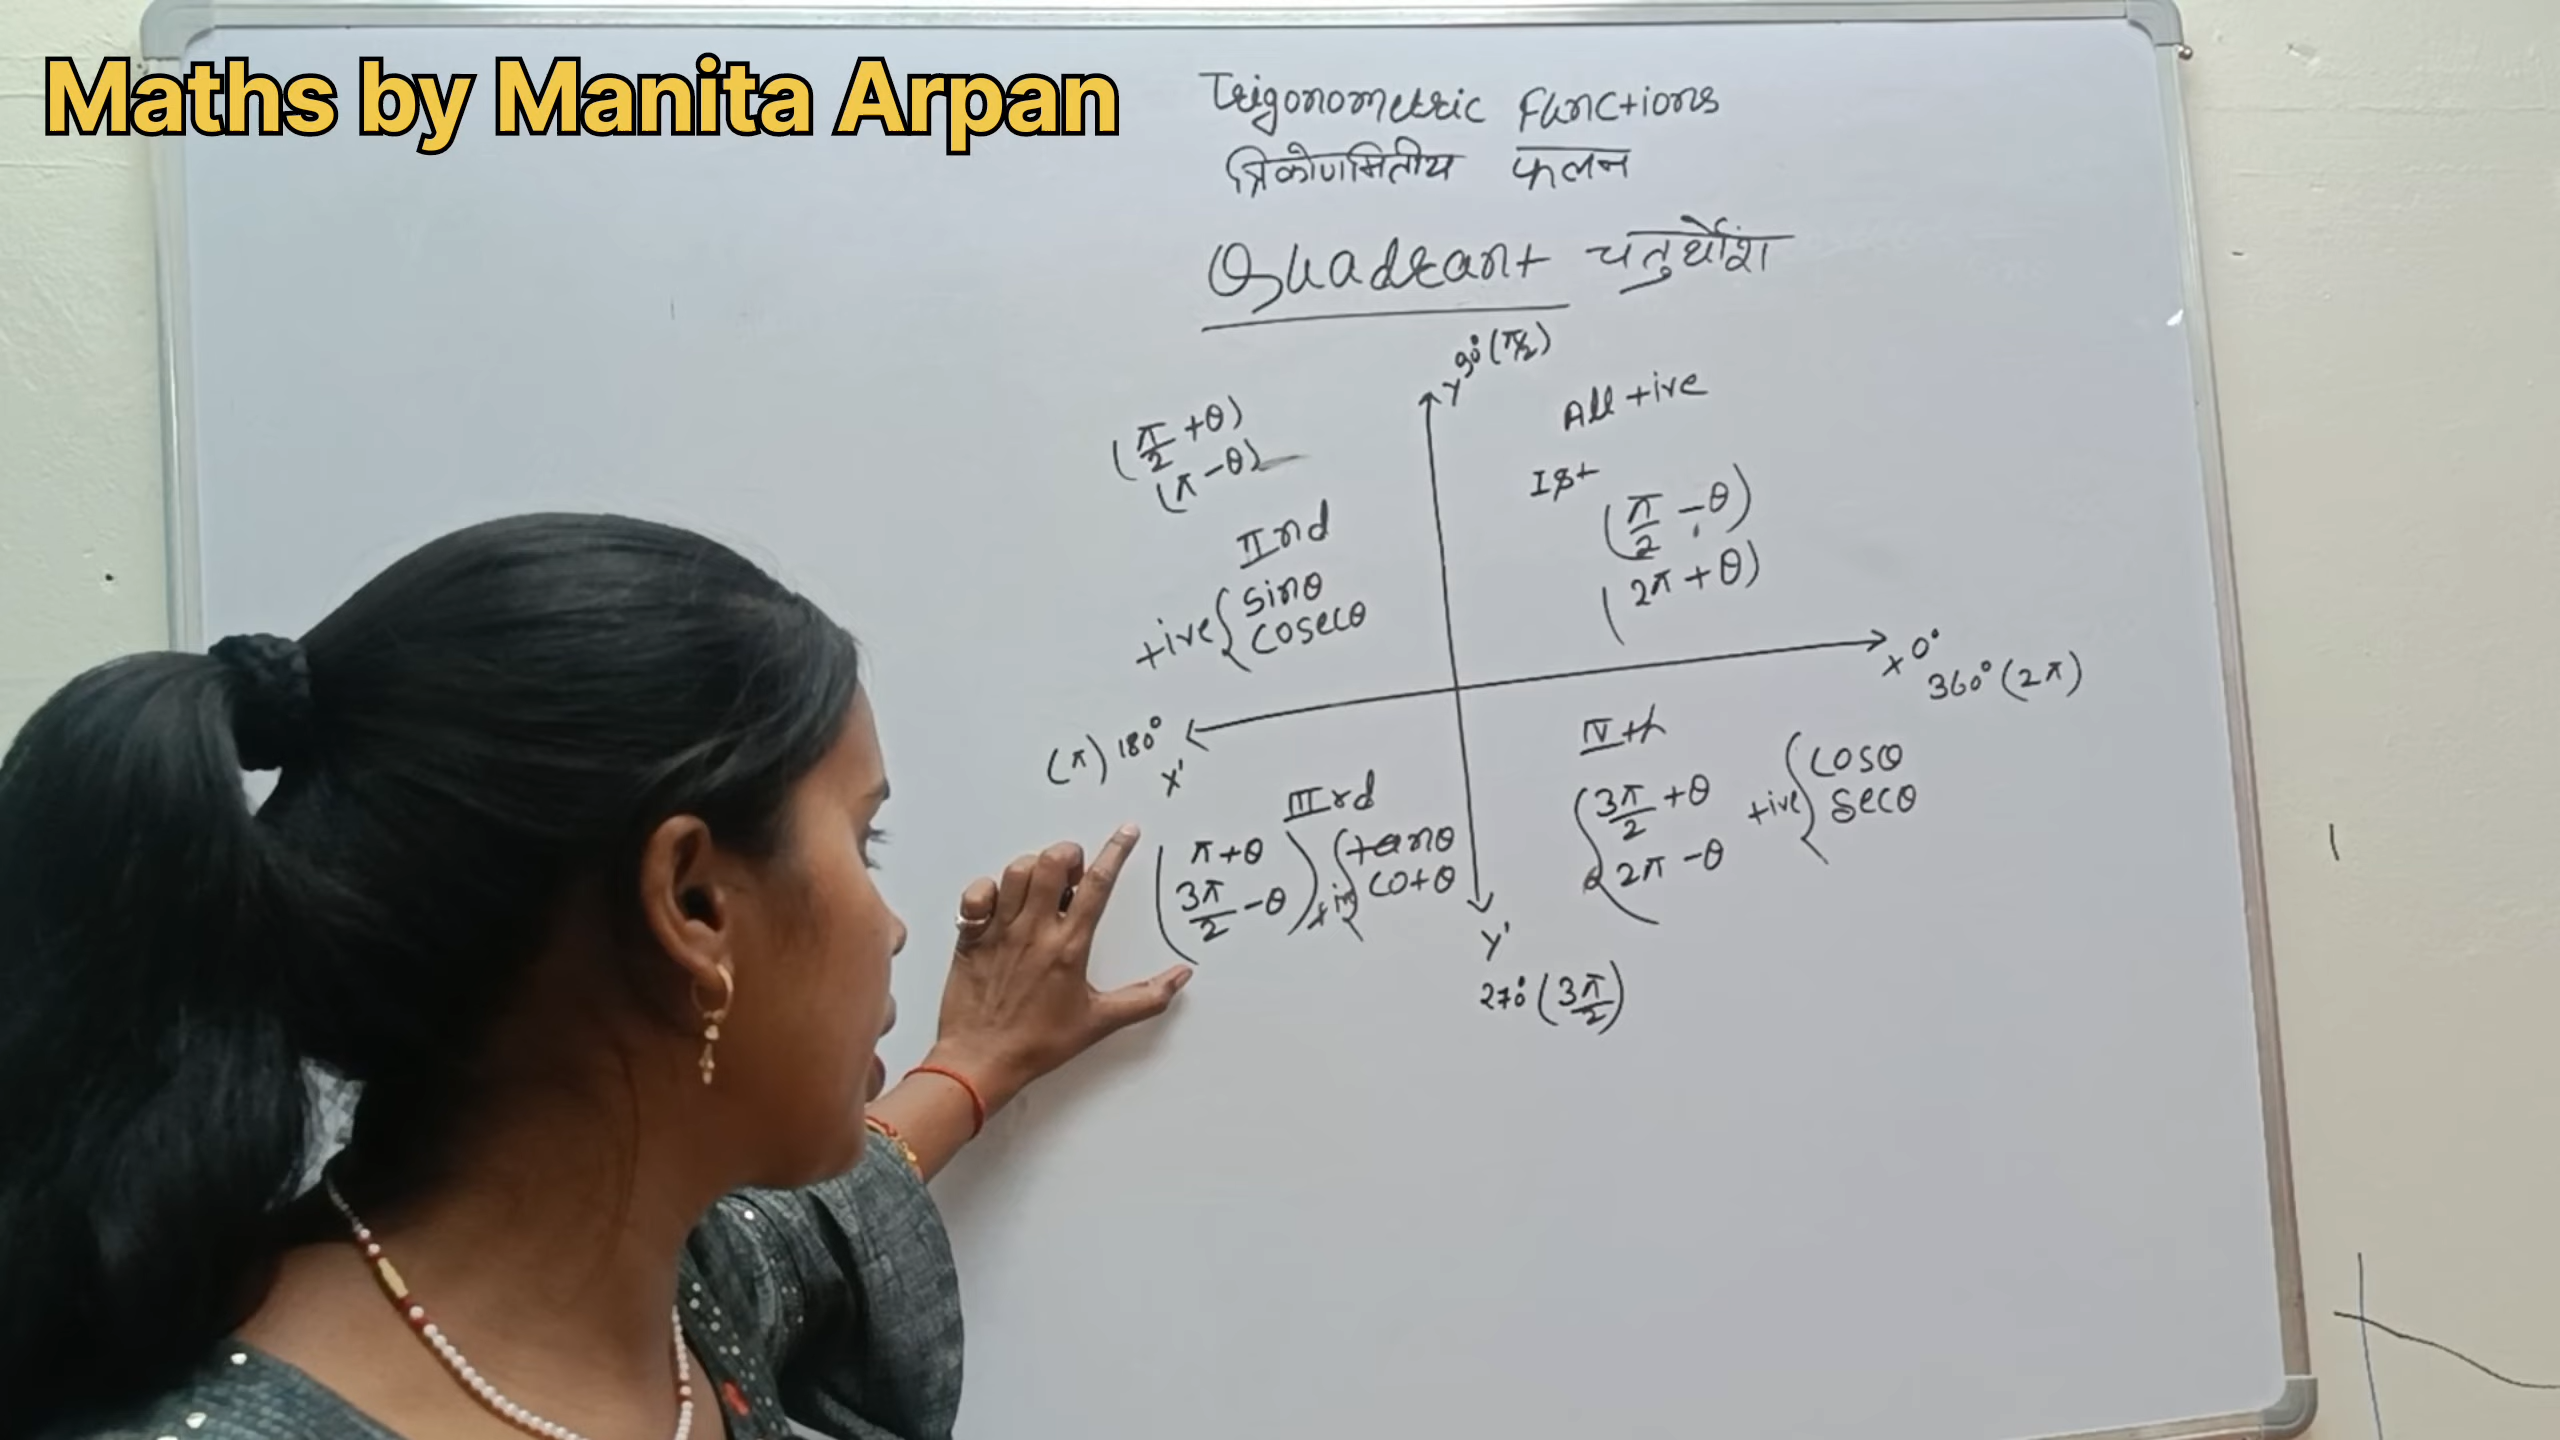 Maths by Manita Arpan
Trigonometric Functions
त्रिकोणमितीय फलन
Quadrant चतुर्थांश
Y 90° (π/2)
(π/2 +θ)
(π -θ)
IInd
+ive { sinθ
cosecθ
All +ive
Ist
(π/2 -θ)
(2π +θ)
X 0°
360° (2π)
(π) 180°
X'
IIIrd
(π+θ
3π/2 -θ) +iv { tanθ
cotθ
IVth
{ 3π/2 +θ
2π -θ
+ive { cosθ
secθ
Y'
270° (3π/2)